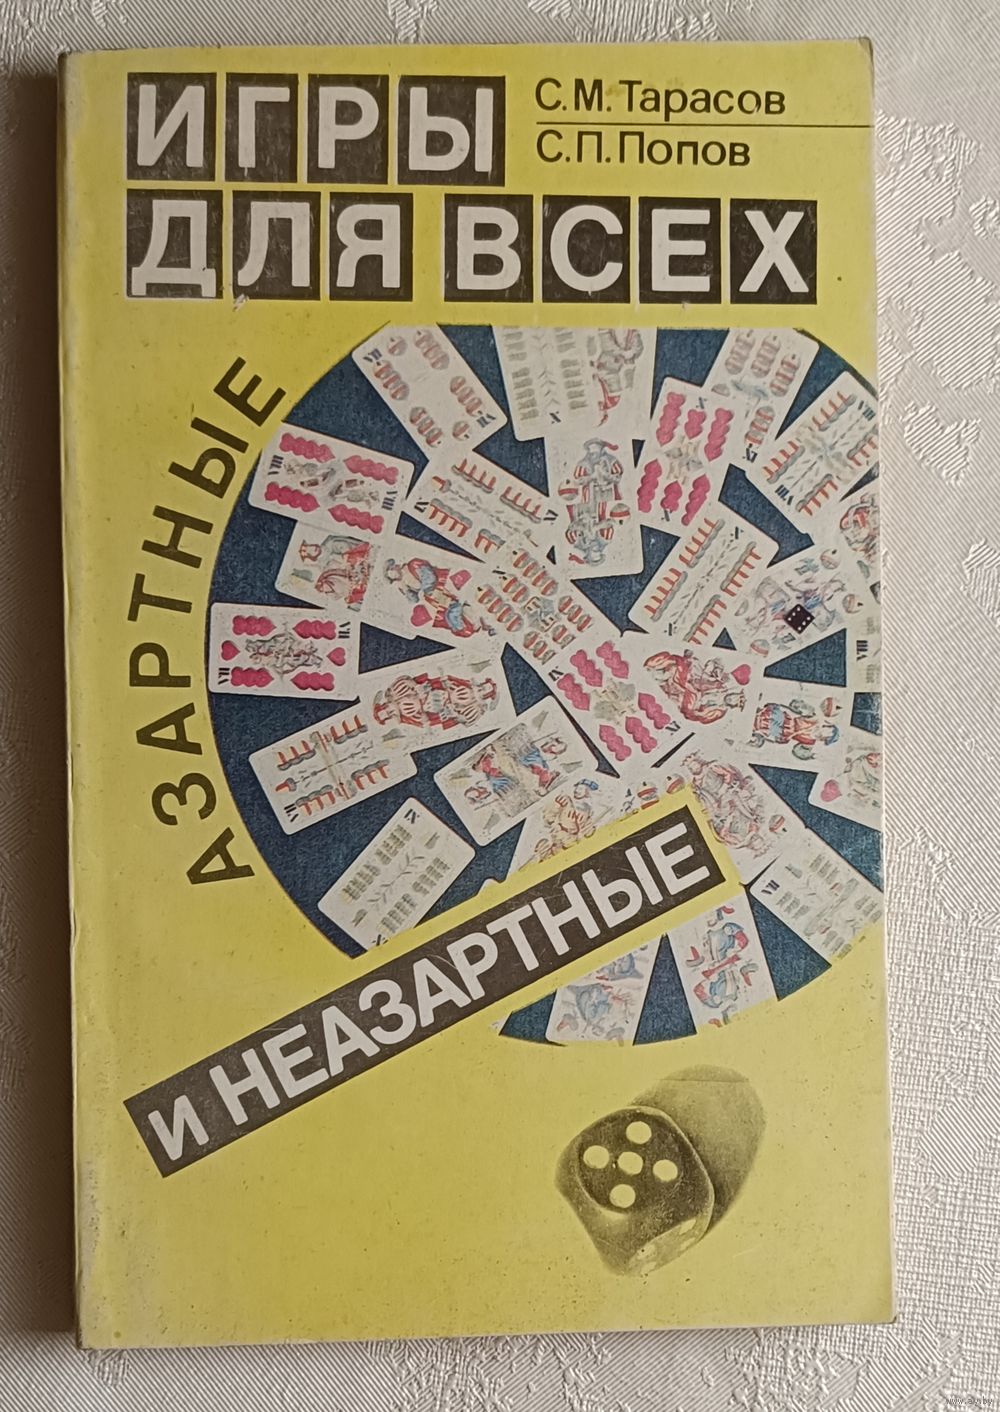 ИГРЫ
ДЛЯ ВСЕХ
С.М.Тарасов
С.П.Попов
АЗАРТНЫЕ
И НЕАЗАРТНЫЕ